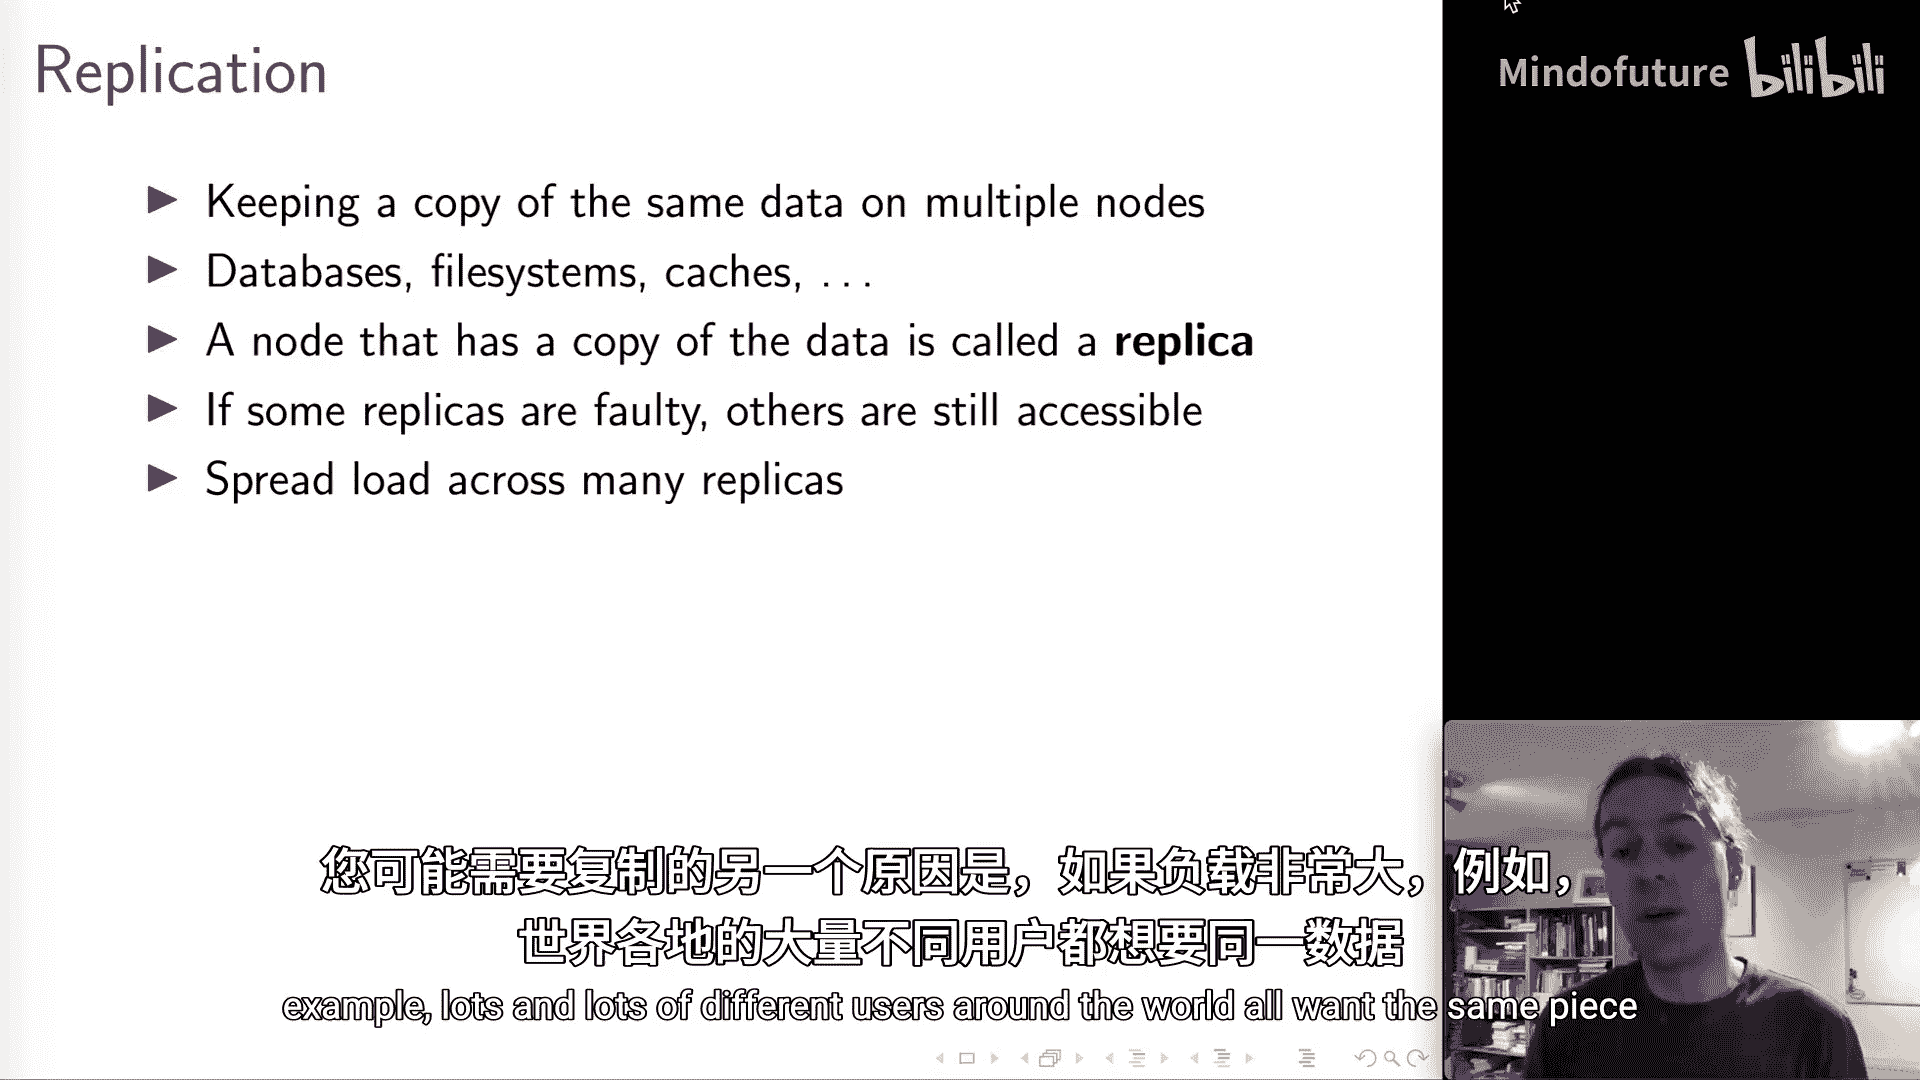 Replication
Mindofuture bilibili
Keeping a copy of the same data on multiple nodes
Databases, filesystems, caches, . . .
A node that has a copy of the data is called a replica
If some replicas are faulty, others are still accessible
Spread load across many replicas
您可能需要复制的另一个原因是，如果负载非常大，例如，
世界各地的大量不同用户都想要同一数据
example, lots and lots of different users around the world all want the same piece